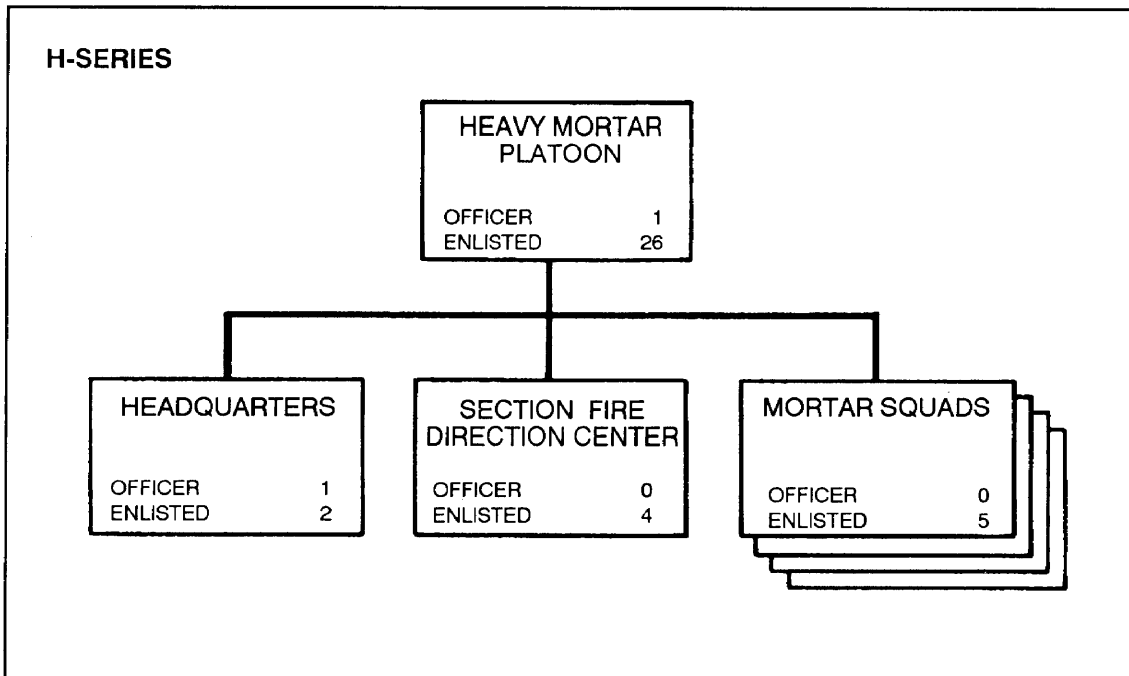 H-SERIES
HEAVY MORTAR
PLATOON
OFFICER 1
ENLISTED 26
HEADQUARTERS
OFFICER 1
ENLISTED 2
SECTION FIRE
DIRECTION CENTER
OFFICER 0
ENLISTED 4
MORTAR SQUADS
OFFICER 0
ENLISTED 5